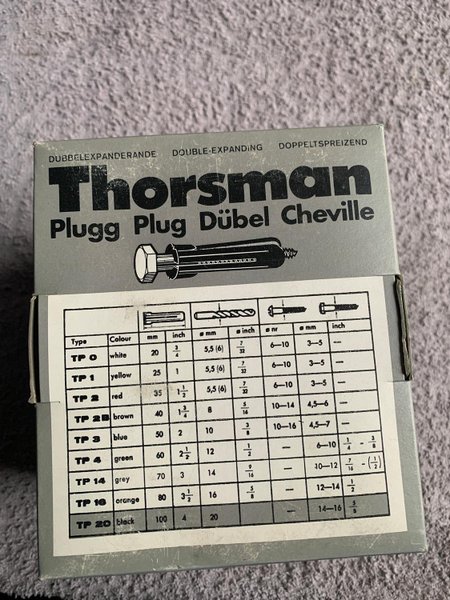 DUBBELEXPANDERANDE DOUBLE-EXPANDING DOPPELTSPREIZEND
Thorsman
Plugg Plug Dübel Cheville
Type Colour mm inch ø mm ø inch ø nr ø mm inch
TP 0 white 20 3/4 5,5 (6) 7/32 6—10 3—5 —
TP 1 yellow 25 1 5,5 (6) 7/32 6—10 3—5 —
TP 2 red 35 1 1/2 5,5 (6) 7/32 6—10 3—5 —
TP 2B brown 40 1 3/4 8 5/16 10—14 4,5—6 —
TP 3 blue 50 2 10 3/8 10—16 4,5—7 —
TP 4 green 60 2 1/2 12 1/2 — 6—10 1/4 — 3/8
TP 14 grey 70 3 14 9/16 — 10—12 7/16 — (1/2)
TP 16 orange 80 3 1/2 16 5/8 — 12—14 1/2
TP 20 black 100 4 20 — 14—16 5/8